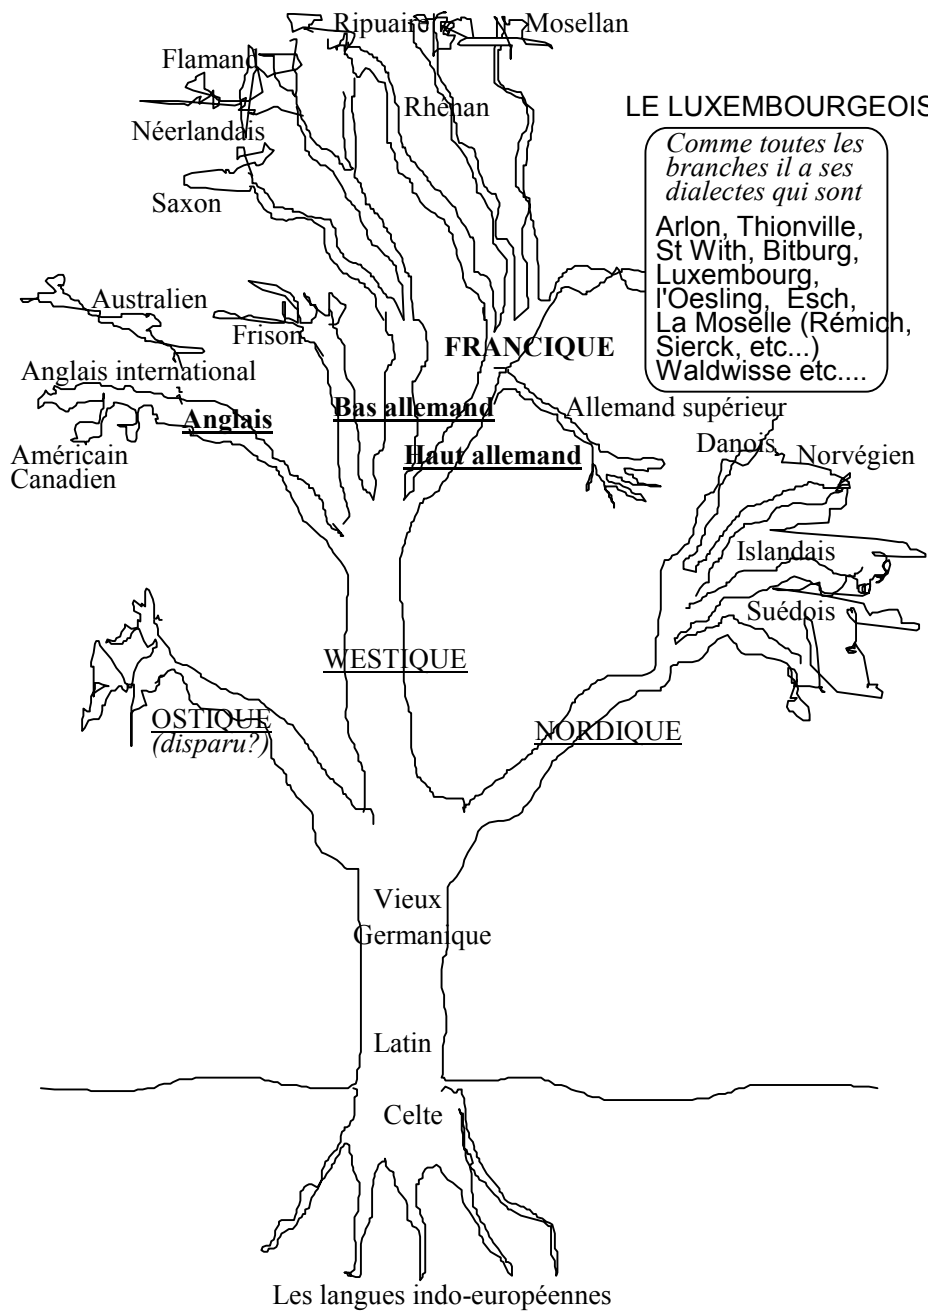 Ripuaire
Mosellan
Flamand
Rhénan
LE LUXEMBOURGEOIS
Néerlandais
Comme toutes les
branches il a ses
dialectes qui sont
Arlon, Thionville,
St With, Bitburg,
Luxembourg,
l'Oesling, Esch,
La Moselle (Rémich,
Sierck, etc...)
Waldwisse etc....
Saxon
Australien
Frison
FRANCIQUE
Anglais international
Anglais
Bas allemand
Allemand supérieur
Américain
Canadien
Haut allemand
Danois
Norvégien
Islandais
Suédois
WESTIQUE
OSTIQUE
(disparu?)
NORDIQUE
Vieux
Germanique
Latin
Celte
Les langues indo-européennes